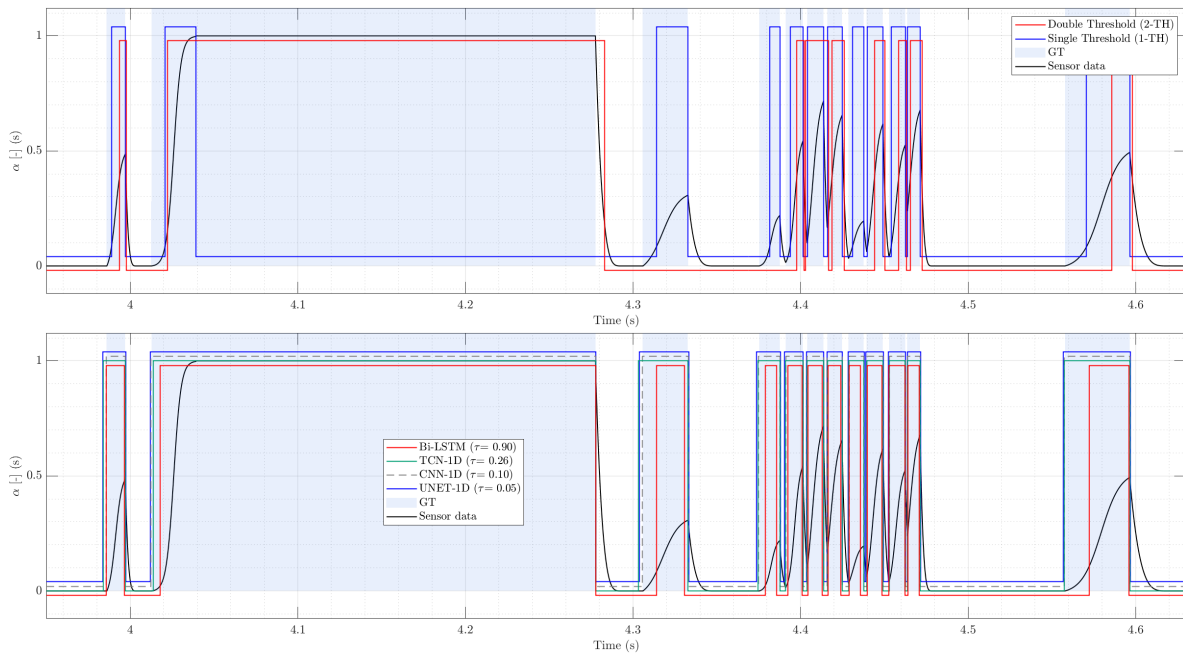 1
0.5
0
α [-] (s)
4
4.1
4.2
4.3
4.4
4.5
4.6
Time (s)
Double Threshold (2-TH)
Single Threshold (1-TH)
GT
Sensor data
1
0.5
0
α [-] (s)
4
4.1
4.2
4.3
4.4
4.5
4.6
Time (s)
Bi-LSTM (τ= 0.90)
TCN-1D (τ= 0.26)
CNN-1D (τ= 0.10)
UNET-1D (τ= 0.05)
GT
Sensor data